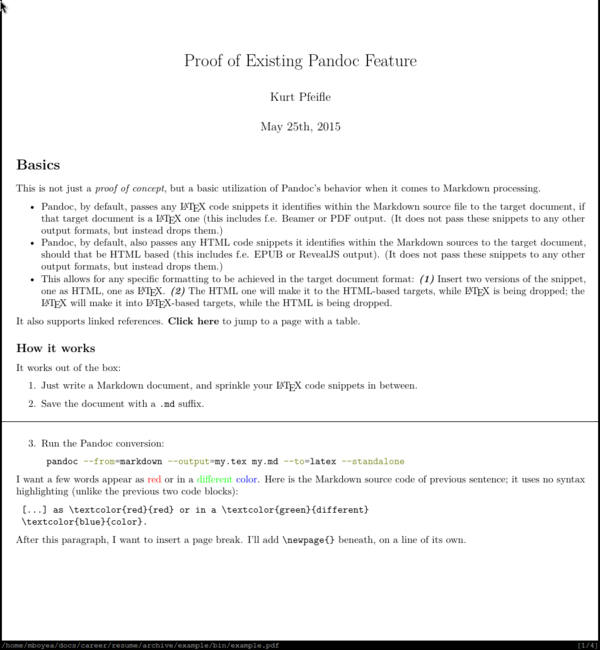 Proof of Existing Pandoc Feature
Kurt Pfeifle
May 25th, 2015
Basics
This is not just a proof of concept, but a basic utilization of Pandoc's behavior when it comes to Markdown processing.
• Pandoc, by default, passes any LATEX code snippets it identifies within the Markdown source file to the target document, if
that target document is a LATEX one (this includes f.e. Beamer or PDF output. (It does not pass these snippets to any other
output formats, but instead drops them.)
• Pandoc, by default, also passes any HTML code snippets it identifies within the Markdown sources to the target document,
should that be HTML based (this includes f.e. EPUB or RevealJS output). (It does not pass these snippets to any other
output formats, but instead drops them.)
• This allows for any specific formatting to be achieved in the target document format: (1) Insert two versions of the snippet,
one as HTML, one as LATEX. (2) The HTML one will make it to the HTML-based targets, while LATEX is being dropped; the
LATEX will make it into LATEX-based targets, while the HTML is being dropped.
It also supports linked references. Click here to jump to a page with a table.
How it works
It works out of the box:
1. Just write a Markdown document, and sprinkle your LATEX code snippets in between.
2. Save the document with a .md suffix.
3. Run the Pandoc conversion:
pandoc --from=markdown --output=my.tex my.md --to=latex --standalone
I want a few words appear as red or in a different color. Here is the Markdown source code of previous sentence; it uses no syntax
highlighting (unlike the previous two code blocks):
[...] as \textcolor{red}{red} or in a \textcolor{green}{different}
\textcolor{blue}{color}.
After this paragraph, I want to insert a page break. I'll add \newpage{} beneath, on a line of its own.
/home/mboyea/docs/career/resume/archive/example/bin/example.pdf [1/4]